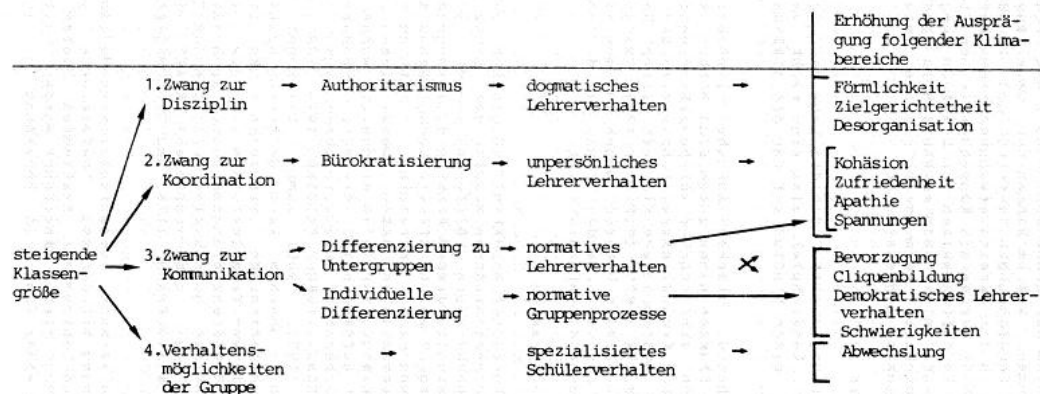 Erhöhung der Ausprä-
gung folgender Klima-
bereiche
1.Zwang zur Disziplin → Authoritarismus → dogmatisches Lehrerverhalten →
Förmlichkeit
Zielgerichtetheit
Desorganisation
2.Zwang zur Koordination → Bürokratisierung → unpersönliches Lehrerverhalten →
Kohäsion
Zufriedenheit
Apathie
Spannungen
steigende
Klassen-
größe
3.Zwang zur
Kommunikation
Differenzierung zu
Untergruppen
normatives
Lehrerverhalten
Individuelle
Differenzierung
normative
Gruppenprozesse
Bevorzugung
Cliquenbildung
Demokratisches Lehrer-
verhalten
Schwierigkeiten
4.Verhaltens-
möglichkeiten
der Gruppe
spezialisiertes
Schülerverhalten
Abwechslung